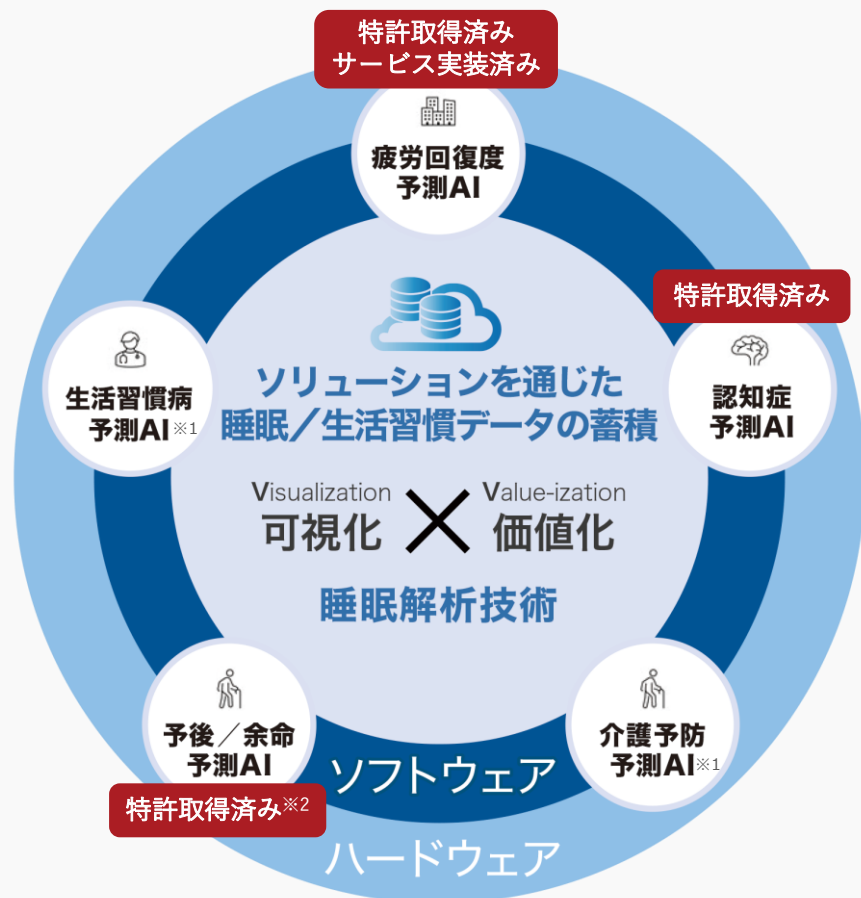 特許取得済み
サービス実装済み
疲労回復度
予測AI
特許取得済み
認知症
予測AI
生活習慣病
予測AI※1
ソリューションを通じた
睡眠／生活習慣データの蓄積
Visualization
可視化
×
Value-ization
価値化
睡眠解析技術
予後／余命
予測AI
特許取得済み※2
介護予防
予測AI※1
ソフトウェア
ハードウェア